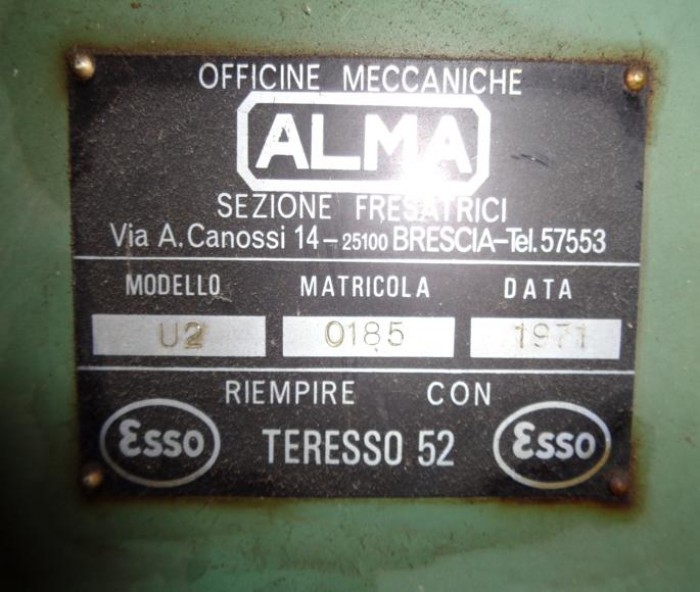 OFFICINE MECCANICHE
ALMA
SEZIONE FRESATRICI
Via A. Canossi 14 - 25100 BRESCIA - Tel. 57553
MODELLO MATRICOLA DATA
U2 0185 1971
RIEMPIRE CON
Esso TERESSO 52 Esso